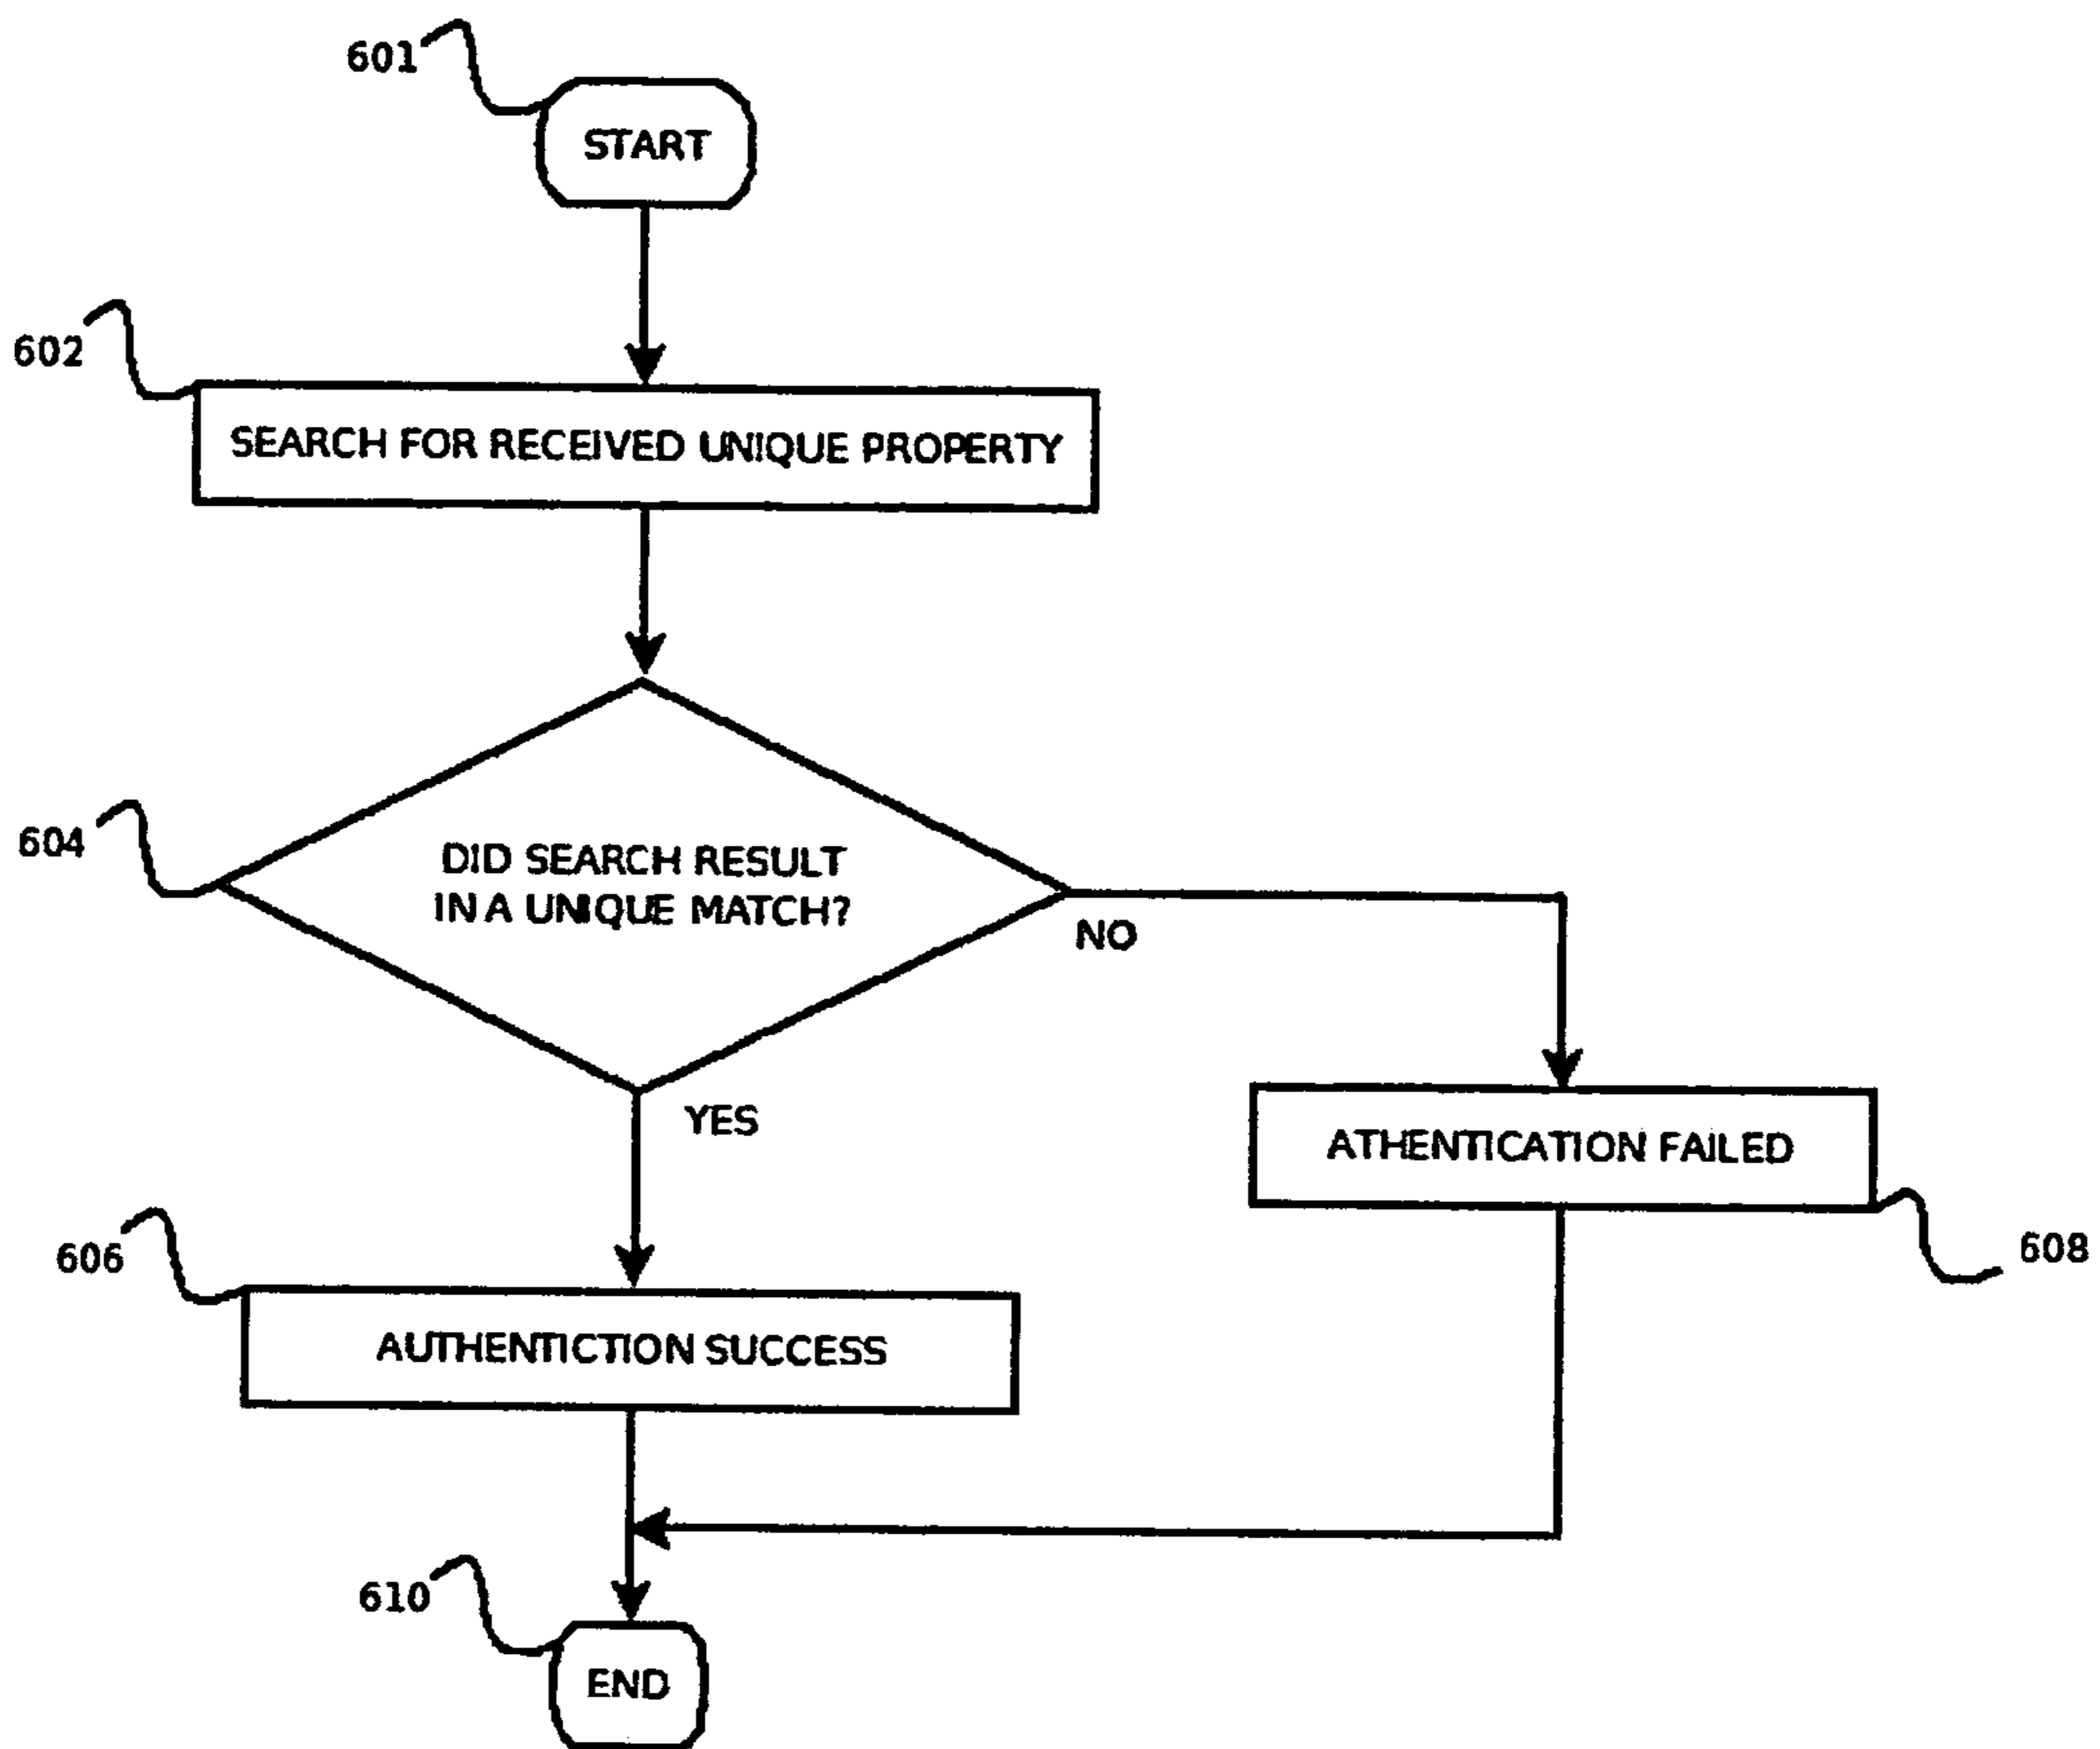 601
START
602
SEARCH FOR RECEIVED UNIQUE PROPERTY
604
DID SEARCH RESULT
IN A UNIQUE MATCH?
NO
YES
ATHENTICATION FAILED
608
606
AUTHENTICTION SUCCESS
610
END